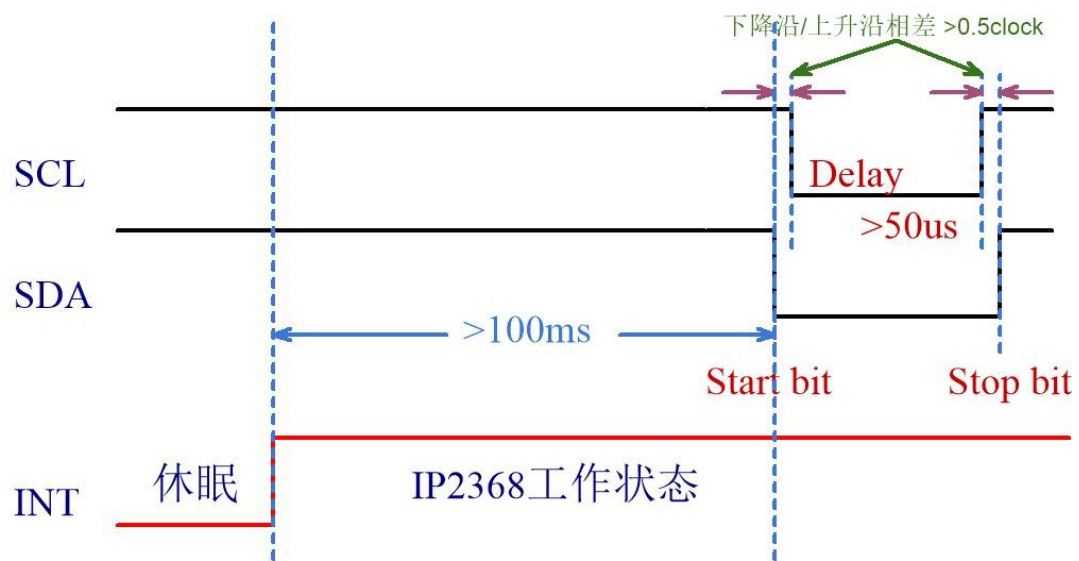 下降沿/上升沿相差 >0.5clock
SCL
Delay
>50us
SDA
>100ms
Start bit
Stop bit
休眠
IP2368工作状态
INT